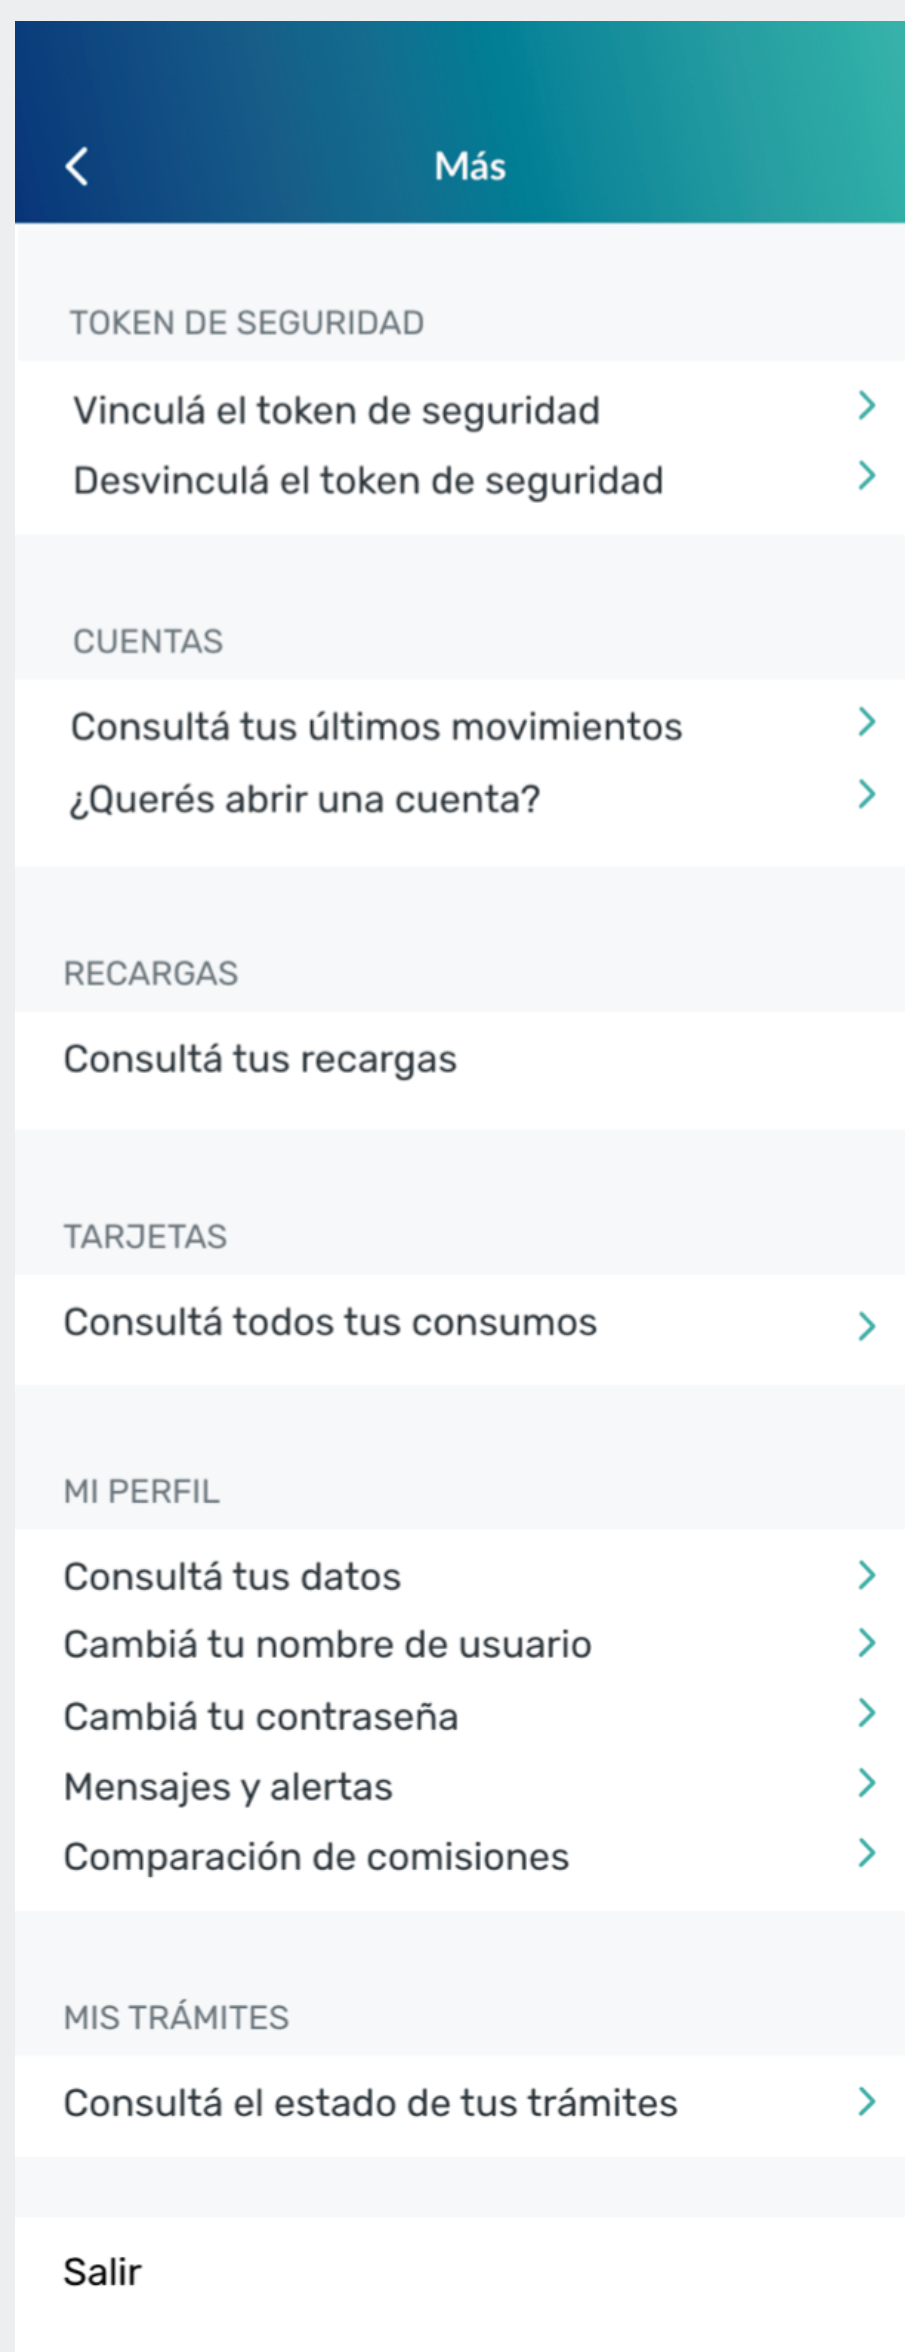 Más
TOKEN DE SEGURIDAD
Vinculá el token de seguridad
Desvinculá el token de seguridad
CUENTAS
Consultá tus últimos movimientos
¿Querés abrir una cuenta?
RECARGAS
Consultá tus recargas
TARJETAS
Consultá todos tus consumos
MI PERFIL
Consultá tus datos
Cambiá tu nombre de usuario
Cambiá tu contraseña
Mensajes y alertas
Comparación de comisiones
MIS TRÁMITES
Consultá el estado de tus trámites
Salir